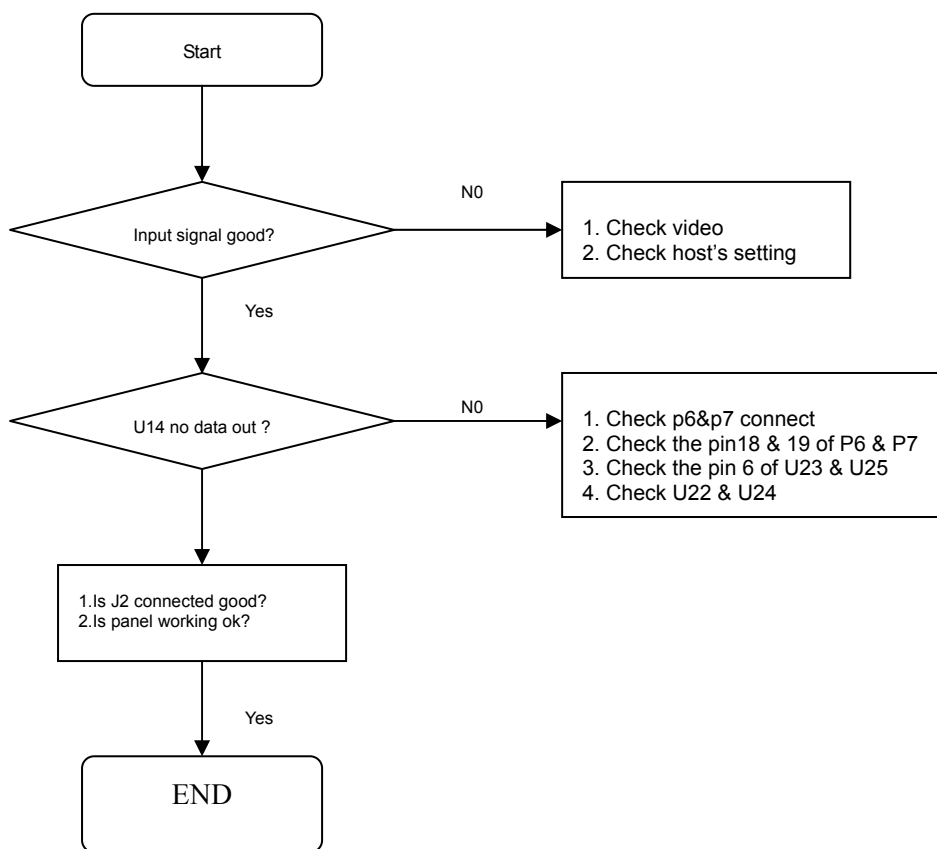 Start
Input signal good?
N0
1. Check video
2. Check host's setting
Yes
U14 no data out ?
N0
1. Check p6&p7 connect
2. Check the pin18 & 19 of P6 & P7
3. Check the pin 6 of U23 & U25
4. Check U22 & U24
1.Is J2 connected good?
2.Is panel working ok?
Yes
END